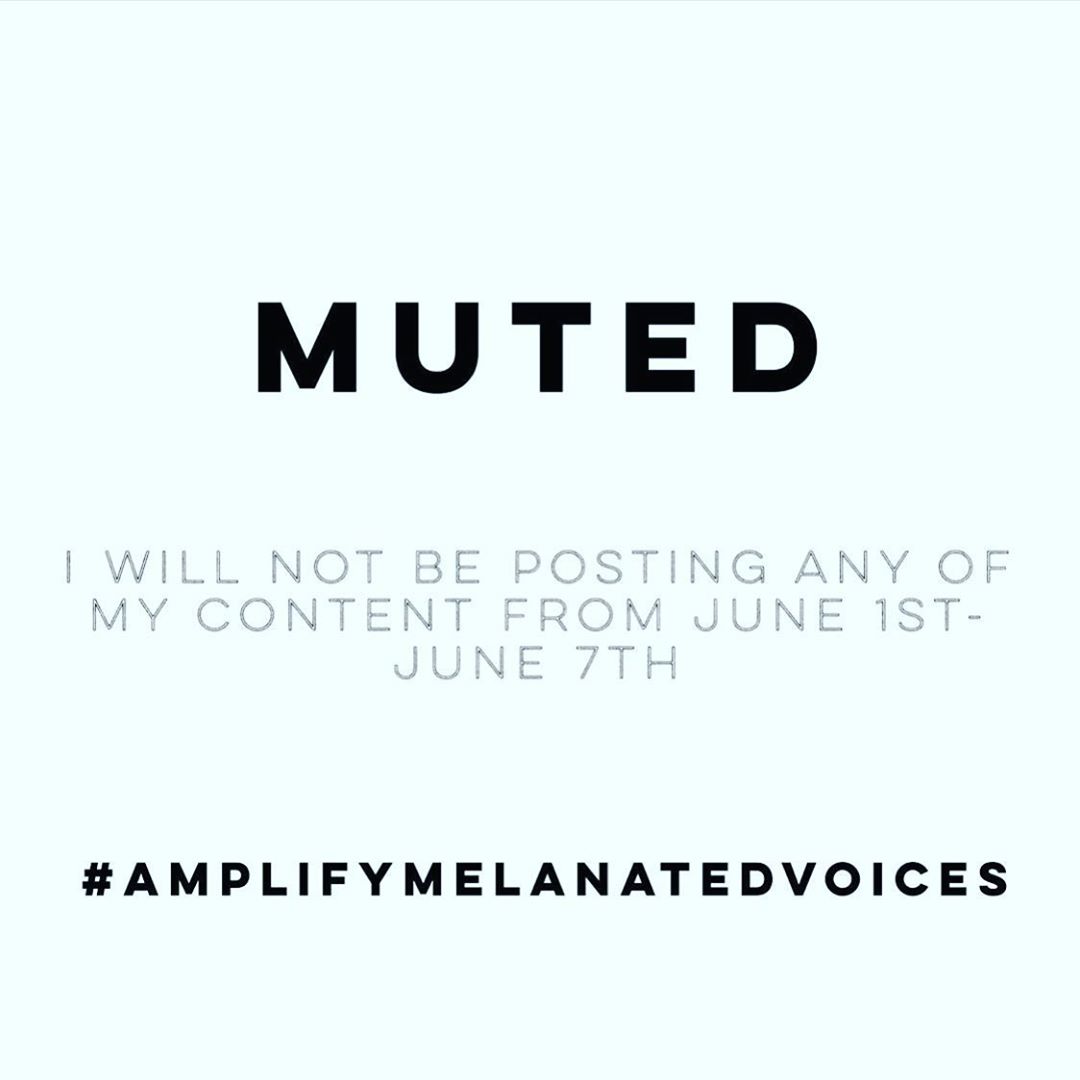 MUTED
I WILL NOT BE POSTING ANY OF
MY CONTENT FROM JUNE 1ST-
JUNE 7TH
#AMPLIFYMELANATEDVOICES